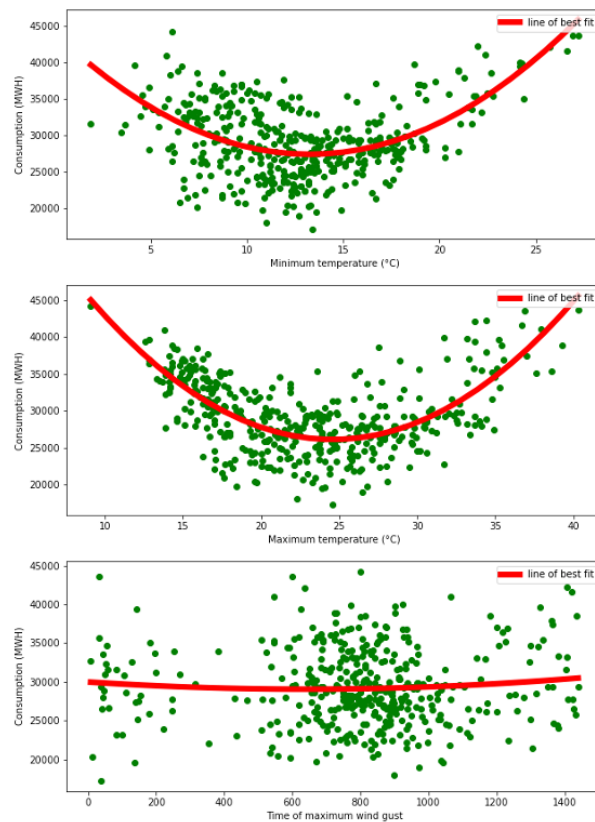 line of best fit
45000
40000
35000
30000
25000
20000
Consumption (MWH)
5 10 15 20 25
Minimum temperature (°C)
line of best fit
45000
40000
35000
30000
25000
20000
Consumption (MWH)
10 15 20 25 30 35 40
Maximum temperature (°C)
line of best fit
45000
40000
35000
30000
25000
20000
Consumption (MWH)
0 200 400 600 800 1000 1200 1400
Time of maximum wind gust